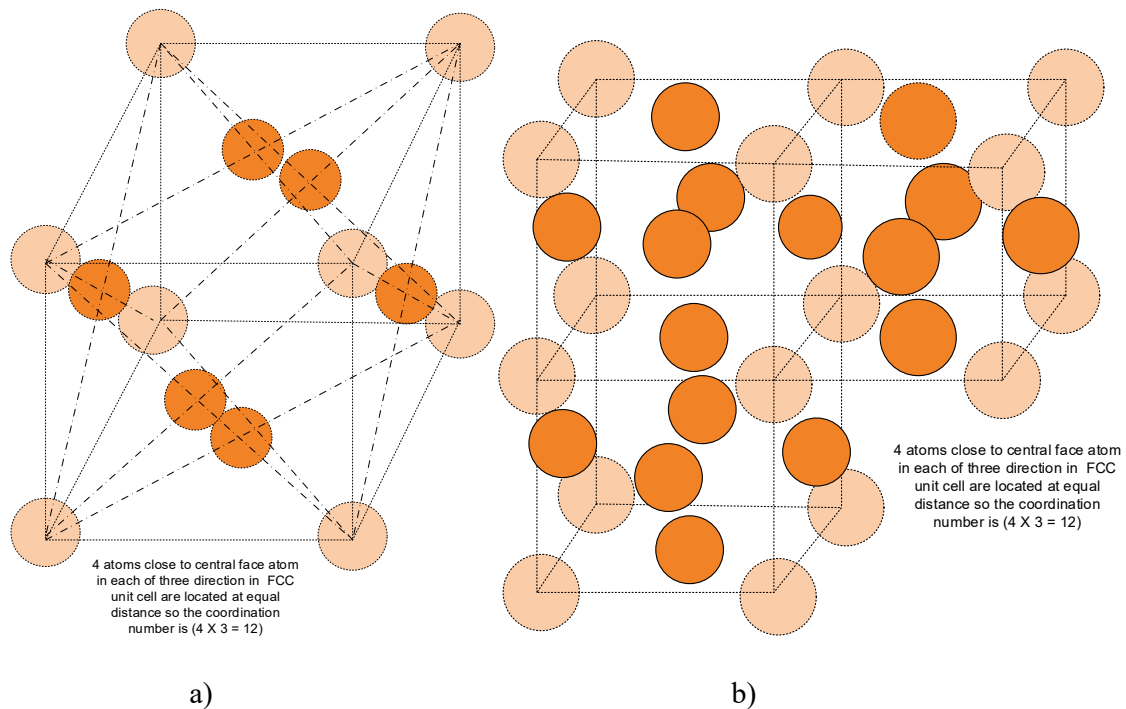 4 atoms close to central face atom
in each of three direction in FCC
unit cell are located at equal
distance so the coordination
number is (4 X 3 = 12)
4 atoms close to central face atom
in each of three direction in FCC
unit cell are located at equal
distance so the coordination
number is (4 X 3 = 12)
a)
b)